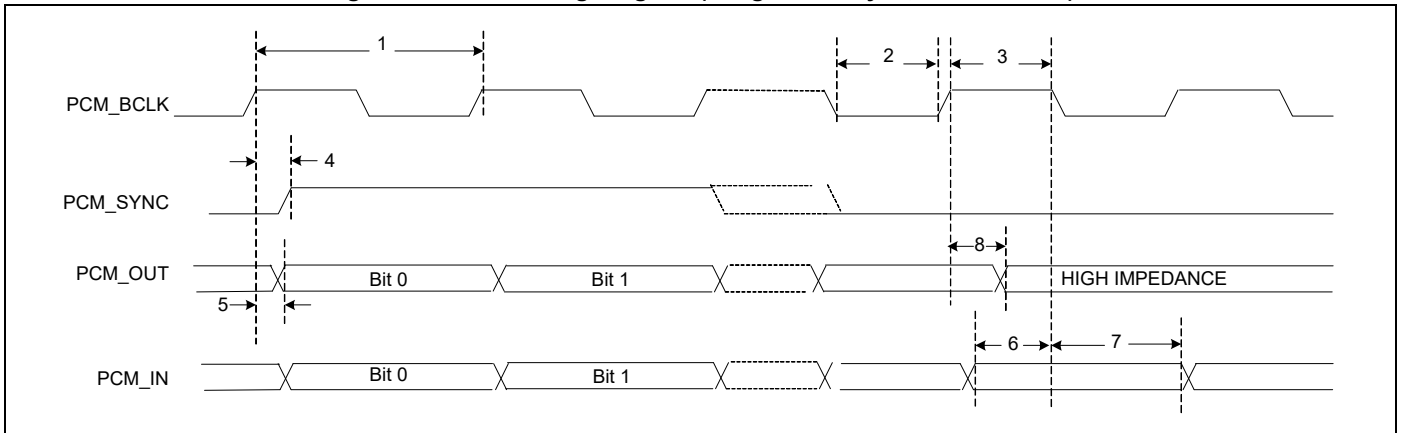 1
2
3
PCM_BCLK
4
PCM_SYNC
8
PCM_OUT
Bit 0
Bit 1
HIGH IMPEDANCE
5
6
7
PCM_IN
Bit 0
Bit 1